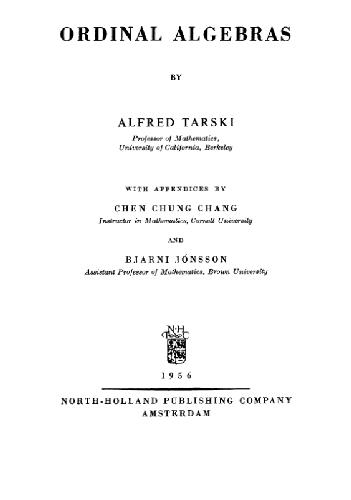 ORDINAL ALGEBRAS
BY
ALFRED TARSKI
Professor of Mathematics,
University of California, Berkeley
WITH APPENDICES BY
CHEN CHUNG CHANG
Instructor in Mathematics, Cornell University
AND
BJARNI JÓNSSON
Assistant Professor of Mathematics, Brown University
N·H
1956
NORTH-HOLLAND PUBLISHING COMPANY
AMSTERDAM